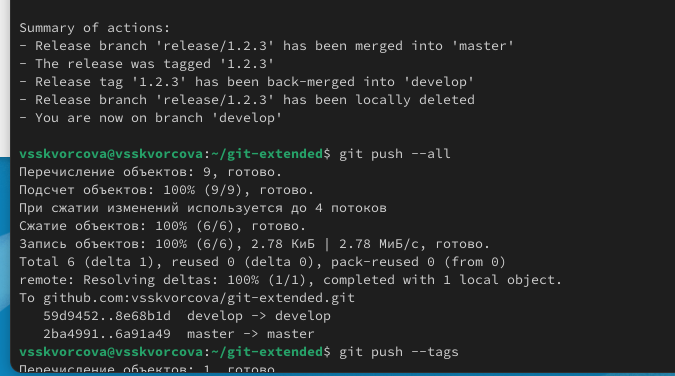 Summary of actions:
- Release branch 'release/1.2.3' has been merged into 'master'
- The release was tagged '1.2.3'
- Release tag '1.2.3' has been back-merged into 'develop'
- Release branch 'release/1.2.3' has been locally deleted
- You are now on branch 'develop'
vsskvorcova@vsskvorcova:~/git-extended$ git push --all
Перечисление объектов: 9, готово.
Подсчет объектов: 100% (9/9), готово.
При сжатии изменений используется до 4 потоков
Сжатие объектов: 100% (6/6), готово.
Запись объектов: 100% (6/6), 2.78 КиБ | 2.78 МиБ/с, готово.
Total 6 (delta 1), reused 0 (delta 0), pack-reused 0 (from 0)
remote: Resolving deltas: 100% (1/1), completed with 1 local object.
To github.com:vsskvorcova/git-extended.git
   59d9452..8e68b1d  develop -> develop
   2ba4991..6a91a49  master -> master
vsskvorcova@vsskvorcova:~/git-extended$ git push --tags
Перечисление объектов: 1, готово.